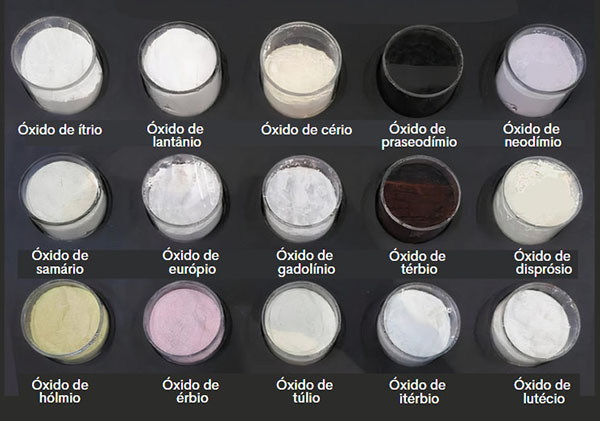 Óxido de ítrio
Óxido de
lantânio
Óxido de cério
Óxido de
praseodímio
Óxido de
neodímio
Óxido de
samário
Óxido de
európio
Óxido de
gadolínio
Óxido de
térbio
Óxido de
disprósio
Óxido de
hólmio
Óxido de
érbio
Óxido de
túlio
Óxido de
itérbio
Óxido de
lutécio